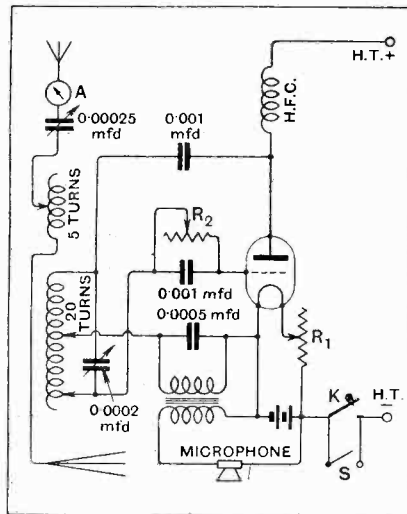 H.T.+
A
0·00025
mfd
0·001
mfd
H.F.C.
5 TURNS
R2
20
TURNS
0·001 mfd
0·0005 mfd
R1
0·0002
mfd
K
H.T.
−
S
MICROPHONE